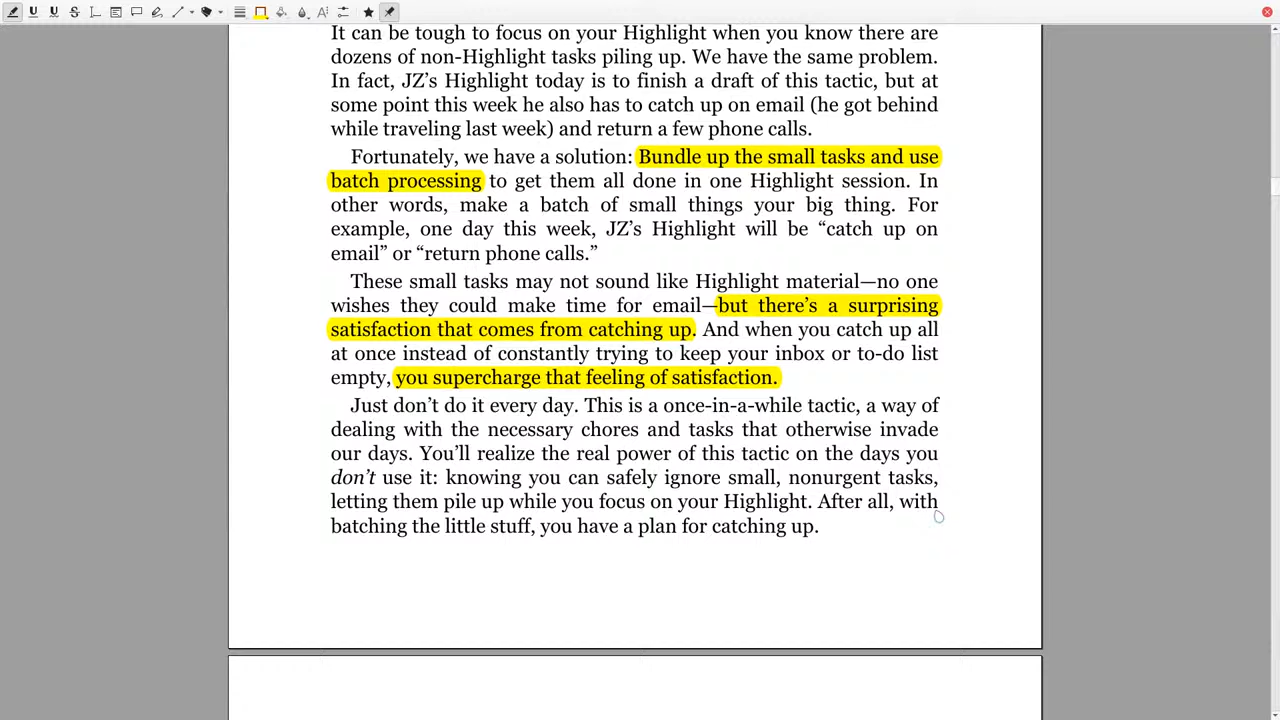 It can be tough to focus on your Highlight when you know there are
dozens of non-Highlight tasks piling up. We have the same problem.
In fact, JZ’s Highlight today is to finish a draft of this tactic, but at
some point this week he also has to catch up on email (he got behind
while traveling last week) and return a few phone calls.
Fortunately, we have a solution: Bundle up the small tasks and use
batch processing to get them all done in one Highlight session. In
other words, make a batch of small things your big thing. For
example, one day this week, JZ’s Highlight will be “catch up on
email” or “return phone calls.”
These small tasks may not sound like Highlight material—no one
wishes they could make time for email—but there’s a surprising
satisfaction that comes from catching up. And when you catch up all
at once instead of constantly trying to keep your inbox or to-do list
empty, you supercharge that feeling of satisfaction.
Just don’t do it every day. This is a once-in-a-while tactic, a way of
dealing with the necessary chores and tasks that otherwise invade
our days. You’ll realize the real power of this tactic on the days you
don’t use it: knowing you can safely ignore small, nonurgent tasks,
letting them pile up while you focus on your Highlight. After all, with
batching the little stuff, you have a plan for catching up.